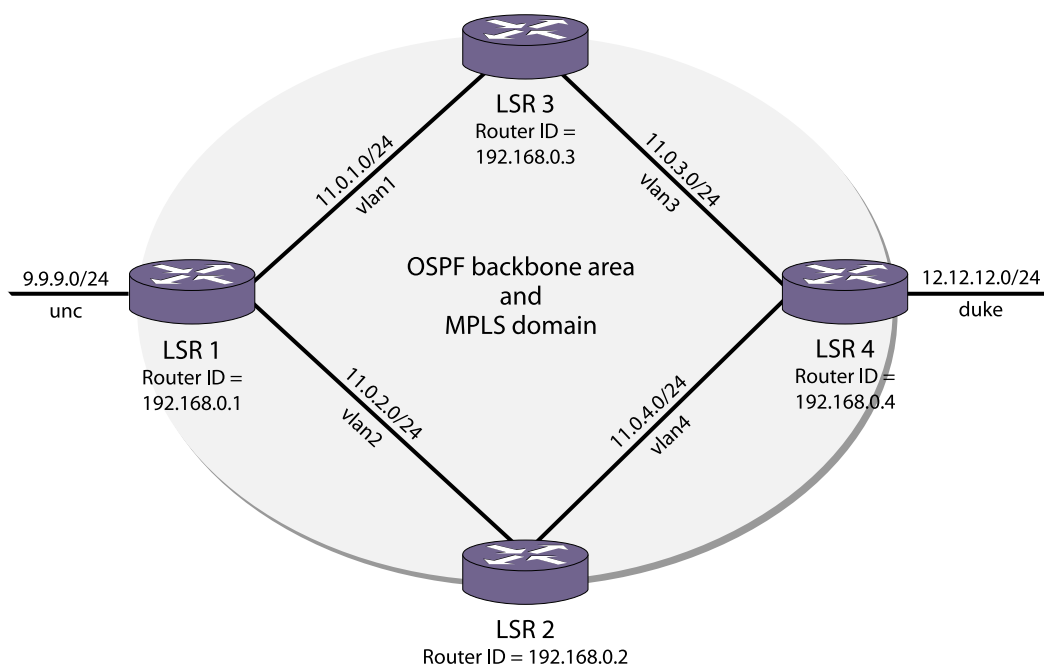 LSR 3
Router ID =
192.168.0.3
11.0.1.0/24
vlan1
11.0.3.0/24
vlan3
9.9.9.0/24
unc
OSPF backbone area
and
MPLS domain
12.12.12.0/24
duke
LSR 1
Router ID =
192.168.0.1
LSR 4
Router ID =
192.168.0.4
11.0.2.0/24
vlan2
11.0.4.0/24
vlan4
LSR 2
Router ID = 192.168.0.2